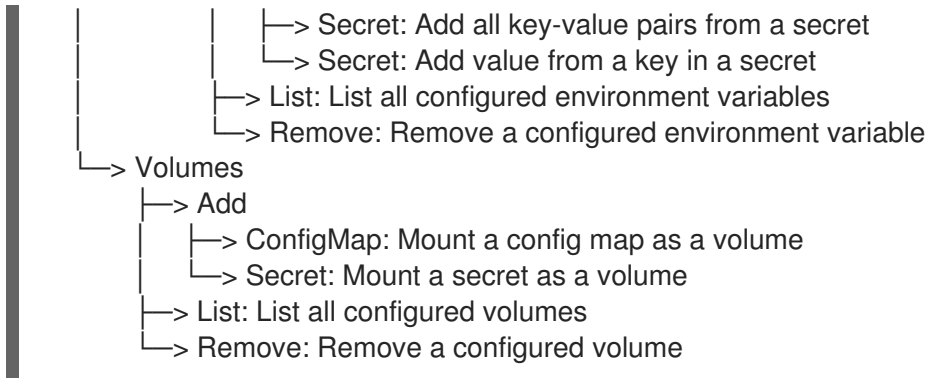 │ │ ├─> Secret: Add all key-value pairs from a secret
│ │ └─> Secret: Add value from a key in a secret
│ ├─> List: List all configured environment variables
│ └─> Remove: Remove a configured environment variable
└─> Volumes
├─> Add
│ ├─> ConfigMap: Mount a config map as a volume
│ └─> Secret: Mount a secret as a volume
├─> List: List all configured volumes
└─> Remove: Remove a configured volume